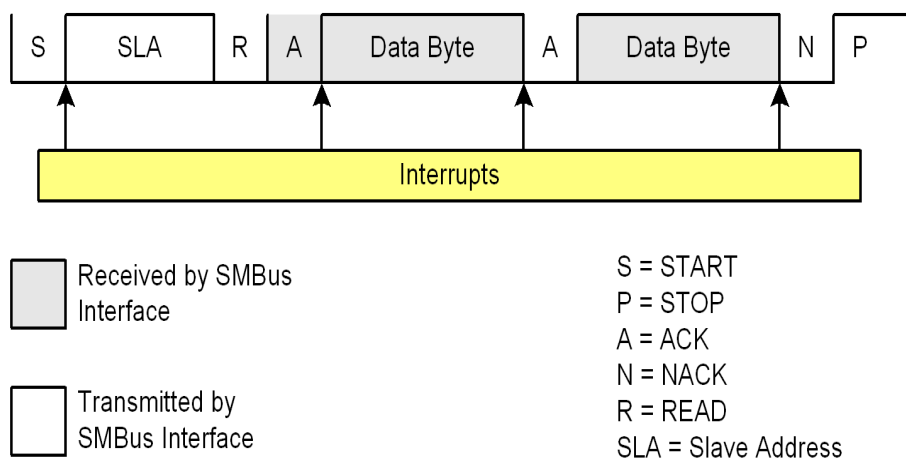 S SLA R A Data Byte A Data Byte N P
Interrupts
Received by SMBus
Interface
Transmitted by
SMBus Interface
S = START
P = STOP
A = ACK
N = NACK
R = READ
SLA = Slave Address